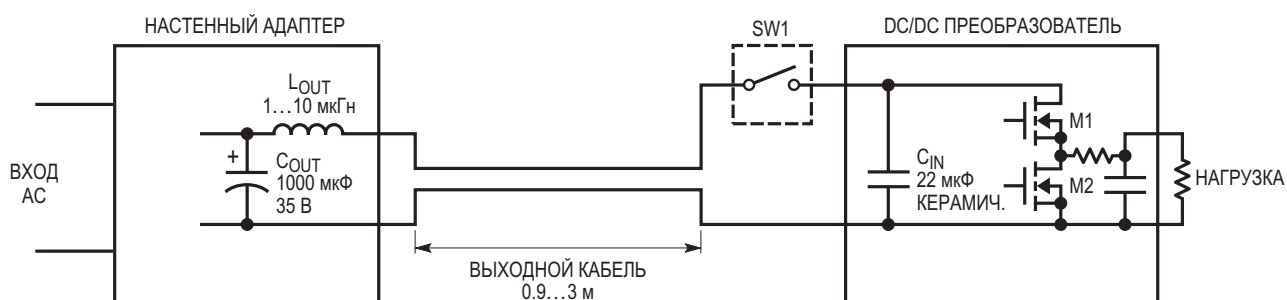 НАСТЕННЫЙ АДАПТЕР
SW1
DC/DC ПРЕОБРАЗОВАТЕЛЬ
LOUT
1...10 мкГн
+
COUT
1000 мкФ
35 В
ВХОД
AC
CIN
22 мкФ
КЕРАМИЧ.
M1
M2
НАГРУЗКА
ВЫХОДНОЙ КАБЕЛЬ
0.9...3 м